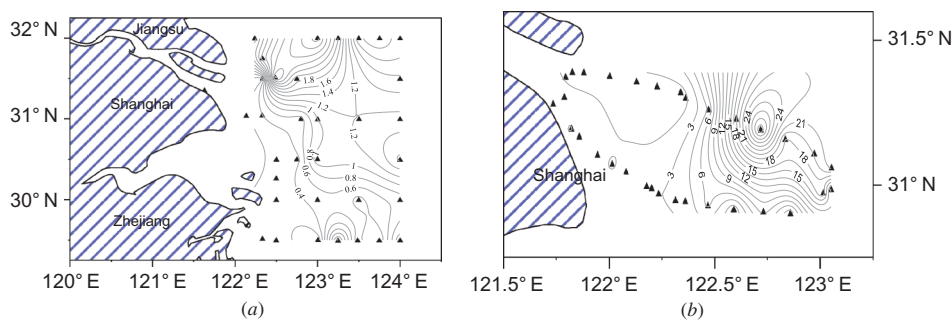 Jiangsu
Shanghai
Zhejiang
32° N
31° N
30° N
120° E 121° E 122° E 123° E 124° E
1.8 1.6
1.4
1.2
1.2
1.2
0.8
0.6
1
0.8
0.6
0.4
(a)
31.5° N
31° N
Shanghai
121.5° E 122° E 122.5° E 123° E
3 6 9 12 15 18 21 24 24 21
18
18
15
15
12
9
3
6
(b)